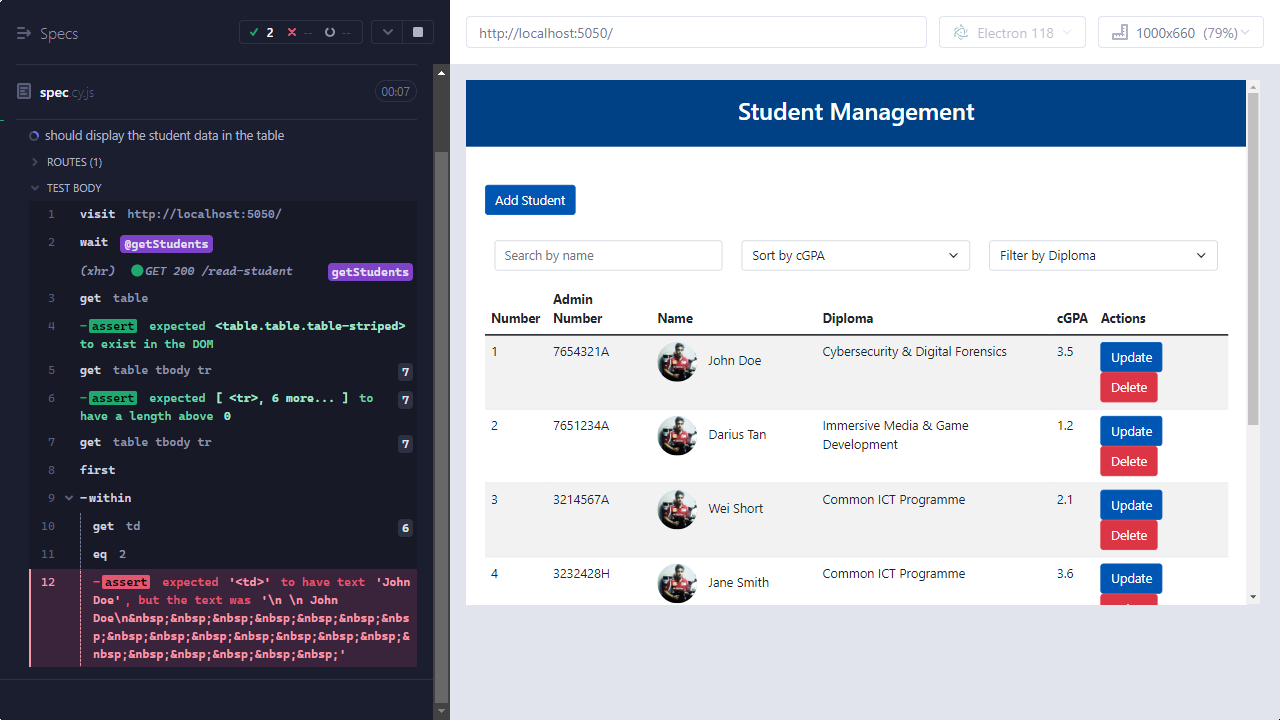 Specs
2
--
--
spec.cy.js
00:07
should display the student data in the table
ROUTES (1)
TEST BODY
1 visit http://localhost:5050/
2 wait @getStudents
(xhr) GET 200 /read-student getStudents
3 get table
4 -assert expected <table.table.table-striped>
to exist in the DOM
5 get table tbody tr 7
6 -assert expected [ <tr>, 6 more... ] to 7
have a length above 0
7 get table tbody tr 7
8 first
9 -within
10 get td 6
11 eq 2
12 -assert expected '<td>' to have text 'John
Doe', but the text was '\n \n John
Doe\n&nbsp;&nbsp;&nbsp;&nbsp;&nbsp;&nbsp;&nbs
p;&nbsp;&nbsp;&nbsp;&nbsp;&nbsp;&nbsp;&nbsp;&
nbsp;&nbsp;&nbsp;&nbsp;&nbsp;&nbsp;'
http://localhost:5050/
Electron 118
1000x660 (79%)
Student Management
Add Student
Search by name
Sort by cGPA
Filter by Diploma
Number Admin Number Name Diploma cGPA Actions
1 7654321A John Doe Cybersecurity & Digital Forensics 3.5 Update
Delete
2 7651234A Darius Tan Immersive Media & Game Development 1.2 Update
Delete
3 3214567A Wei Short Common ICT Programme 2.1 Update
Delete
4 3232428H Jane Smith Common ICT Programme 3.6 Update